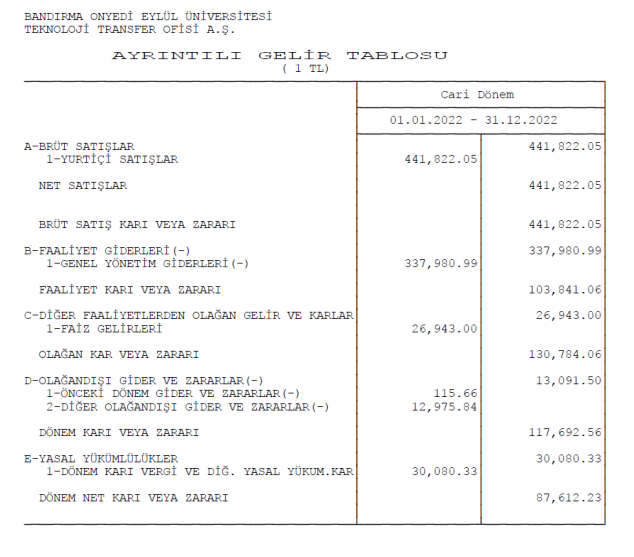 BANDIRMA ONYEDİ EYLÜL ÜNİVERSİTESİ
TEKNOLOJİ TRANSFER OFİSİ A.Ş.
AYRINTILI GELİR TABLOSU
( 1 TL)
Cari Dönem
01.01.2022 - 31.12.2022
A-BRÜT SATIŞLAR 441,822.05
1-YURTİÇİ SATIŞLAR 441,822.05
NET SATIŞLAR 441,822.05
BRÜT SATIŞ KARI VEYA ZARARI 441,822.05
B-FAALİYET GİDERLERİ(-) 337,980.99
1-GENEL YÖNETİM GİDERLERİ(-) 337,980.99
FAALİYET KARI VEYA ZARARI 103,841.06
C-DİĞER FAALİYETLERDEN OLAĞAN GELİR VE KARLAR 26,943.00
1-FAİZ GELIRLERİ 26,943.00
OLAĞAN KAR VEYA ZARARI 130,784.06
D-OLAĞANDIŞI GİDER VE ZARARLAR(-) 13,091.50
1-ÖNCEKİ DÖNEM GİDER VE ZARARLAR(-) 115.66
2-DİĞER OLAĞANDIŞI GİDER VE ZARARLAR(-) 12,975.84
DÖNEM KARI VEYA ZARARI 117,692.56
E-YASAL YÜKÜMLÜLÜKLER 30,080.33
1-DÖNEM KARI VERGİ VE DİĞ. YASAL YÜKUM.KAR 30,080.33
DÖNEM NET KARI VEYA ZARARI 87,612.23